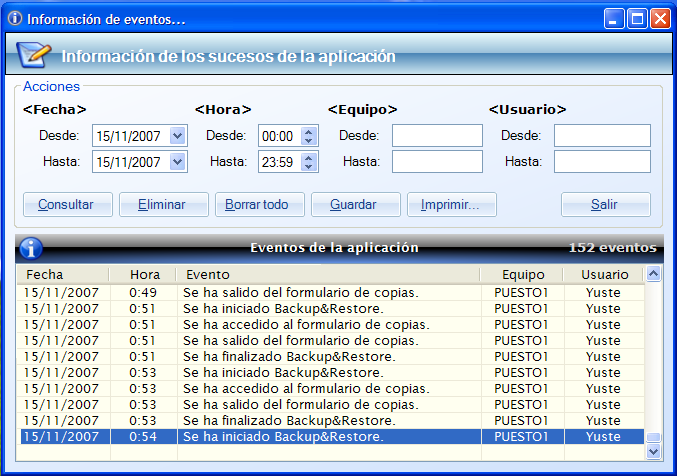 Información de eventos...
Información de los sucesos de la aplicación
Acciones
<Fecha> <Hora> <Equipo> <Usuario>
Desde: 15/11/2007 Desde: 00:00 Desde: Desde:
Hasta: 15/11/2007 Hasta: 23:59 Hasta: Hasta:
Consultar Eliminar Borrar todo Guardar Imprimir... Salir
Eventos de la aplicación 152 eventos
Fecha Hora Evento Equipo Usuario
15/11/2007 0:49 Se ha salido del formulario de copias. PUESTO1 Yuste
15/11/2007 0:51 Se ha iniciado Backup&Restore. PUESTO1 Yuste
15/11/2007 0:51 Se ha accedido al formulario de copias. PUESTO1 Yuste
15/11/2007 0:51 Se ha salido del formulario de copias. PUESTO1 Yuste
15/11/2007 0:51 Se ha finalizado Backup&Restore. PUESTO1 Yuste
15/11/2007 0:53 Se ha iniciado Backup&Restore. PUESTO1 Yuste
15/11/2007 0:53 Se ha accedido al formulario de copias. PUESTO1 Yuste
15/11/2007 0:53 Se ha salido del formulario de copias. PUESTO1 Yuste
15/11/2007 0:53 Se ha finalizado Backup&Restore. PUESTO1 Yuste
15/11/2007 0:54 Se ha iniciado Backup&Restore. PUESTO1 Yuste